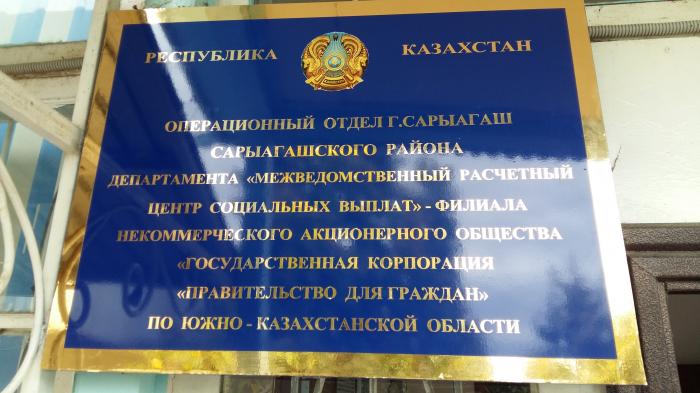 РЕСПУБЛИКА КАЗАХСТАН
ОПЕРАЦИОННЫЙ ОТДЕЛ Г.САРЫАГАШ
САРЫАГАШСКОГО РАЙОНА
ДЕПАРТАМЕНТА «МЕЖВЕДОМСТВЕННЫЙ РАСЧЕТНЫЙ
ЦЕНТР СОЦИАЛЬНЫХ ВЫПЛАТ» - ФИЛИАЛА
НЕКОММЕРЧЕСКОГО АКЦИОНЕРНОГО ОБЩЕСТВА
«ГОСУДАРСТВЕННАЯ КОРПОРАЦИЯ
«ПРАВИТЕЛЬСТВО ДЛЯ ГРАЖДАН»
ПО ЮЖНО - КАЗАХСТАНСКОЙ ОБЛАСТИ